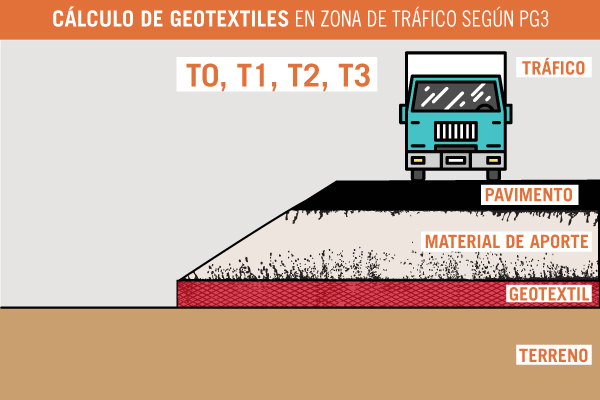 CÁLCULO DE GEOTEXTILES EN ZONA DE TRÁFICO SEGÚN PG3
T0, T1, T2, T3
TRÁFICO
PAVIMENTO
MATERIAL DE APORTE
GEOTEXTIL
TERRENO